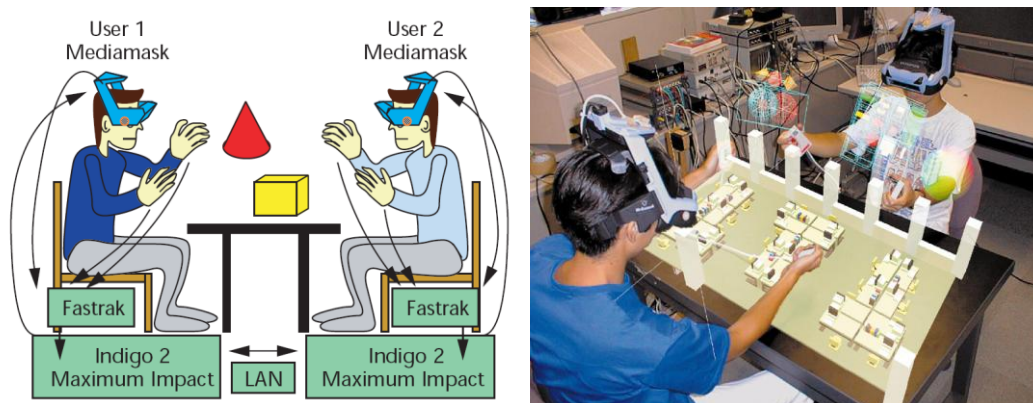 User 1
Mediamask
User 2
Mediamask
Fastrak
Fastrak
Indigo 2
Maximum Impact
LAN
Indigo 2
Maximum Impact